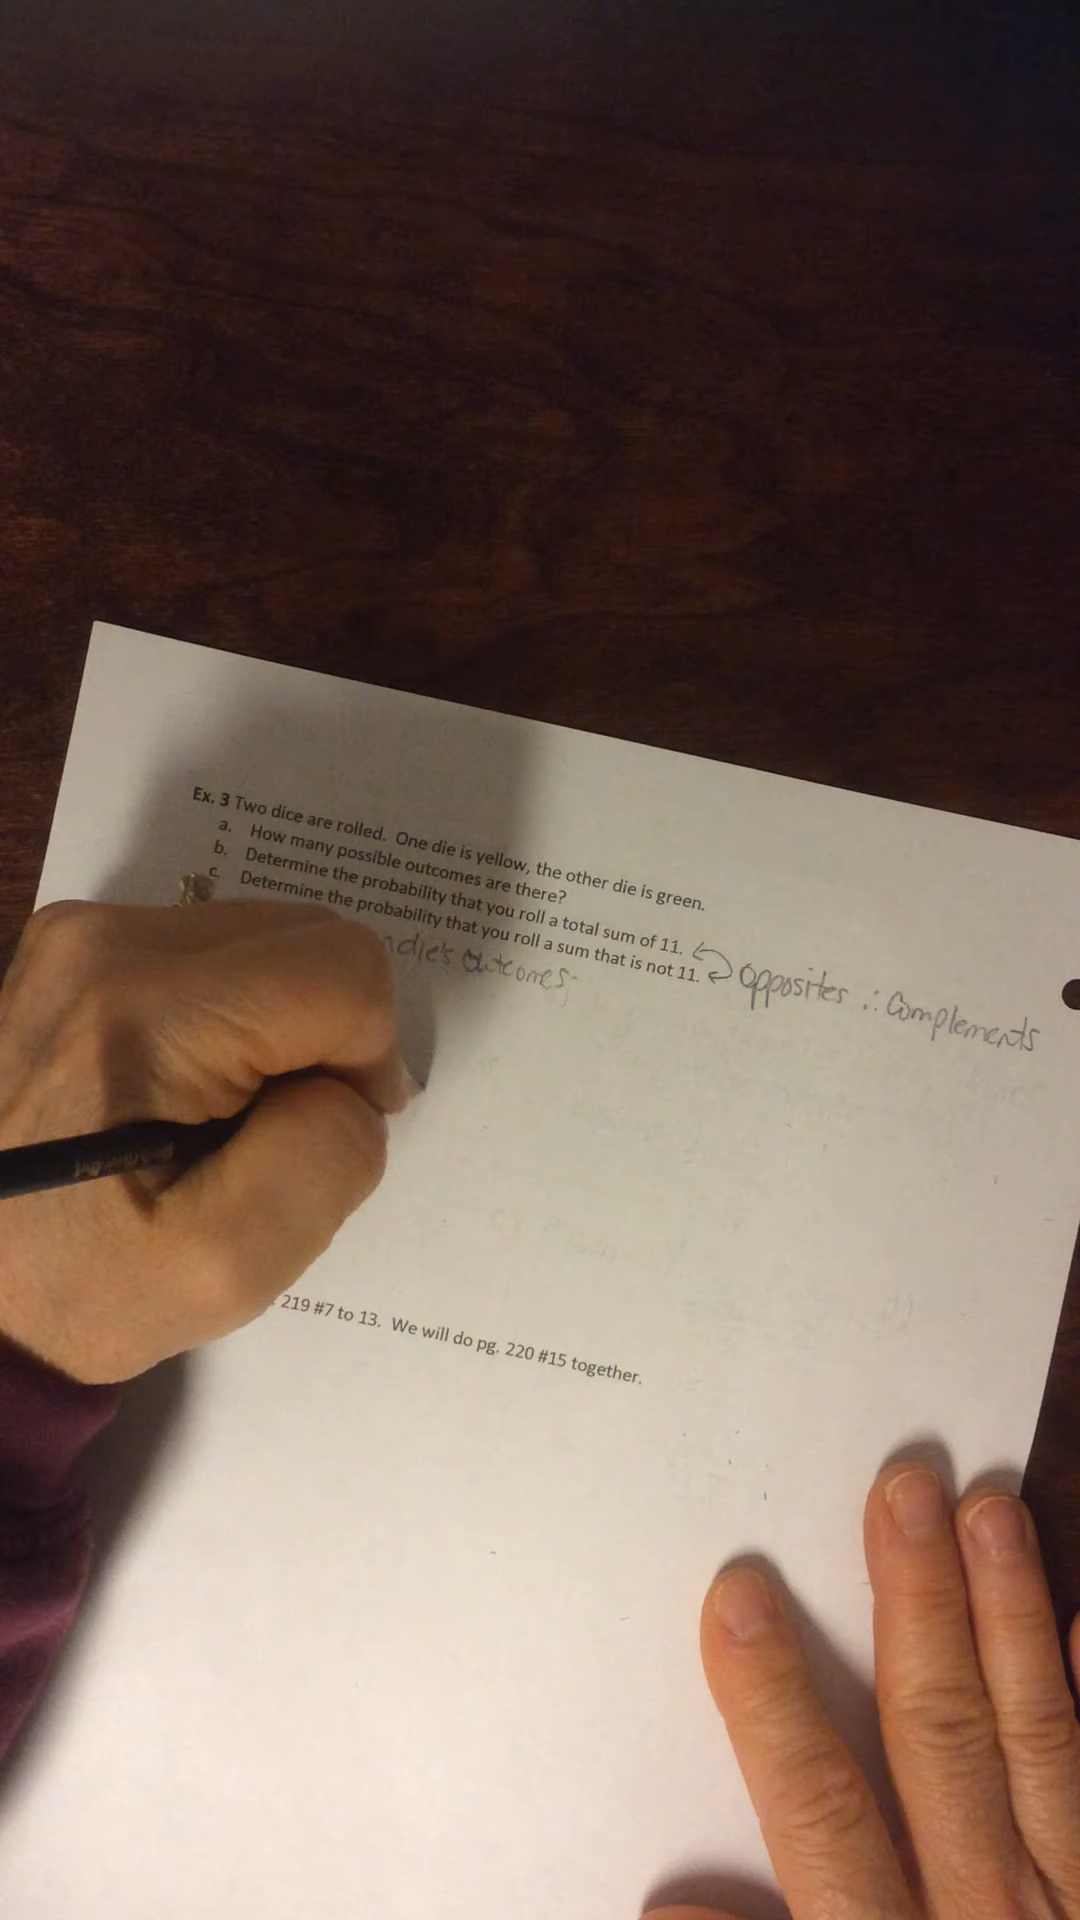 Ex. 3 Two dice are rolled. One die is yellow, the other die is green.
a. How many possible outcomes are there?
b. Determine the probability that you roll a total sum of 11.
c. Determine the probability that you roll a sum that is not 11.
opposites ∴ complements
die's outcomes
219 #7 to 13. We will do pg. 220 #15 together.